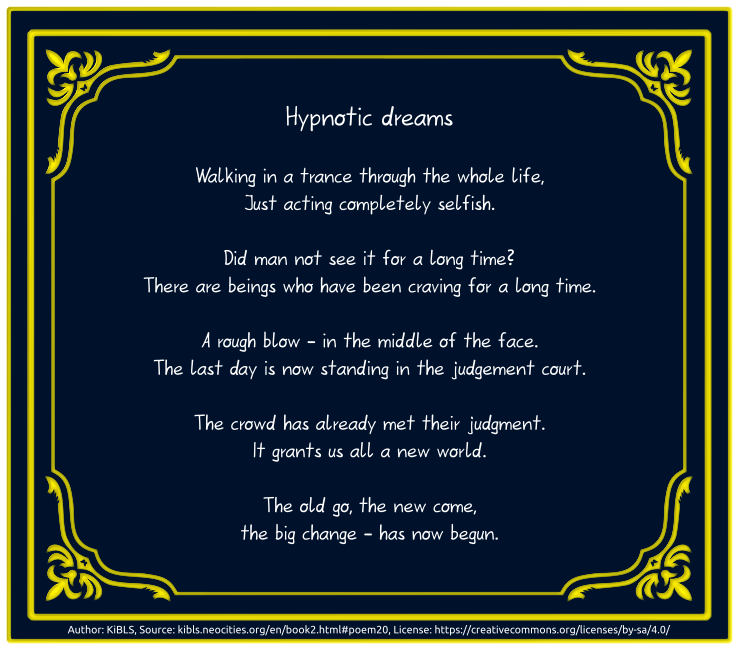 Hypnotic dreams
Walking in a trance through the whole life,
Just acting completely selfish.
Did man not see it for a long time?
There are beings who have been craving for a long time.
A rough blow – in the middle of the face.
The last day is now standing in the judgement court.
The crowd has already met their judgment.
It grants us all a new world.
The old go, the new come,
the big change – has now begun.
Author: KiBLS, Source: kibls.neocities.org/en/book2.html#poem20, License: https://creativecommons.org/licenses/by-sa/4.0/